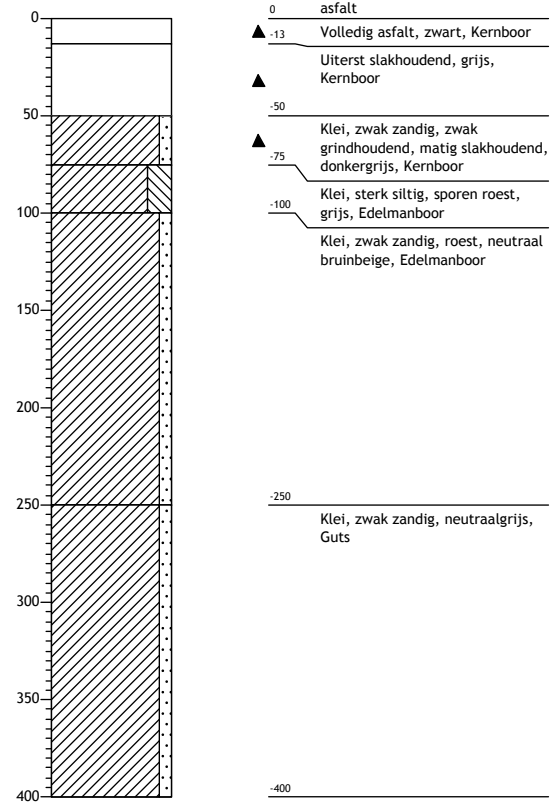 0
50
100
150
200
250
300
350
400
0 asfalt
-13 Volledig asfalt, zwart, Kernboor
Uiterst slakhoudend, grijs,
Kernboor
-50
Klei, zwak zandig, zwak
grindhoudend, matig slakhoudend,
donkergrijs, Kernboor
-75
Klei, sterk siltig, sporen roest,
grijs, Edelmanboor
-100
Klei, zwak zandig, roest, neutraal
bruinbeige, Edelmanboor
-250
Klei, zwak zandig, neutraalgrijs,
Guts
-400